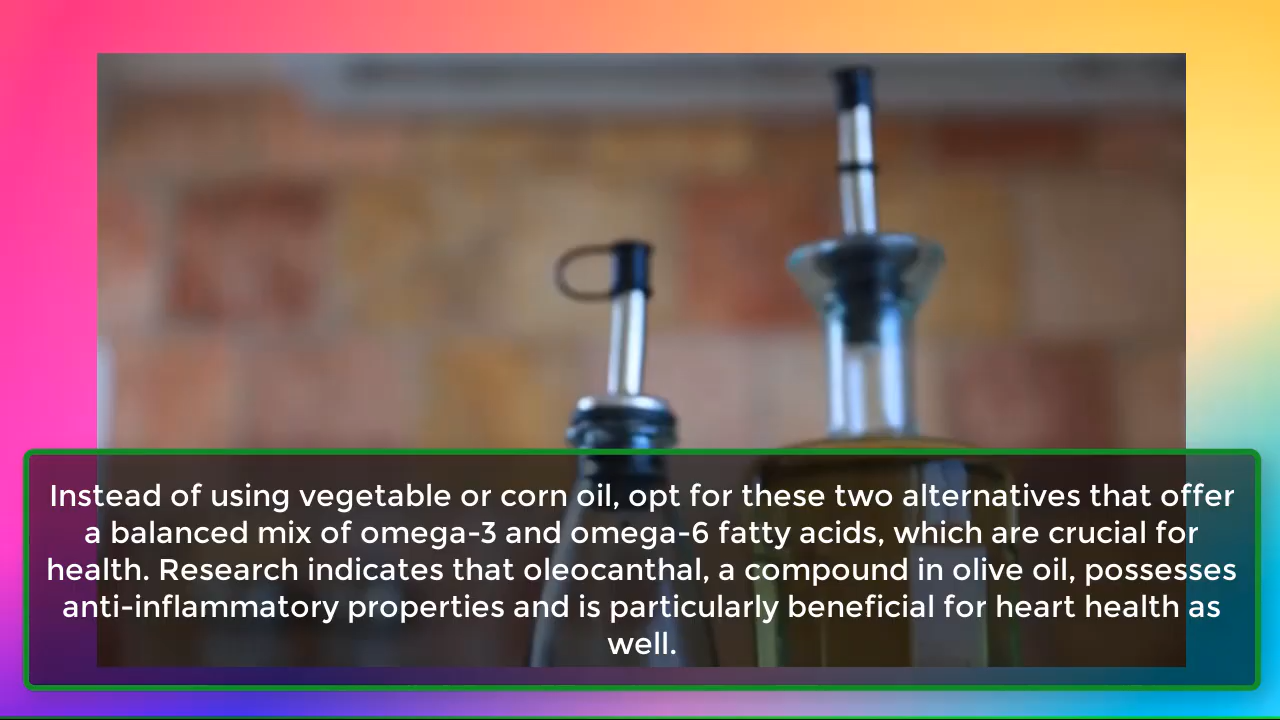 Instead of using vegetable or corn oil, opt for these two alternatives that offer
a balanced mix of omega-3 and omega-6 fatty acids, which are crucial for
health. Research indicates that oleocanthal, a compound in olive oil, possesses
anti-inflammatory properties and is particularly beneficial for heart health as
well.